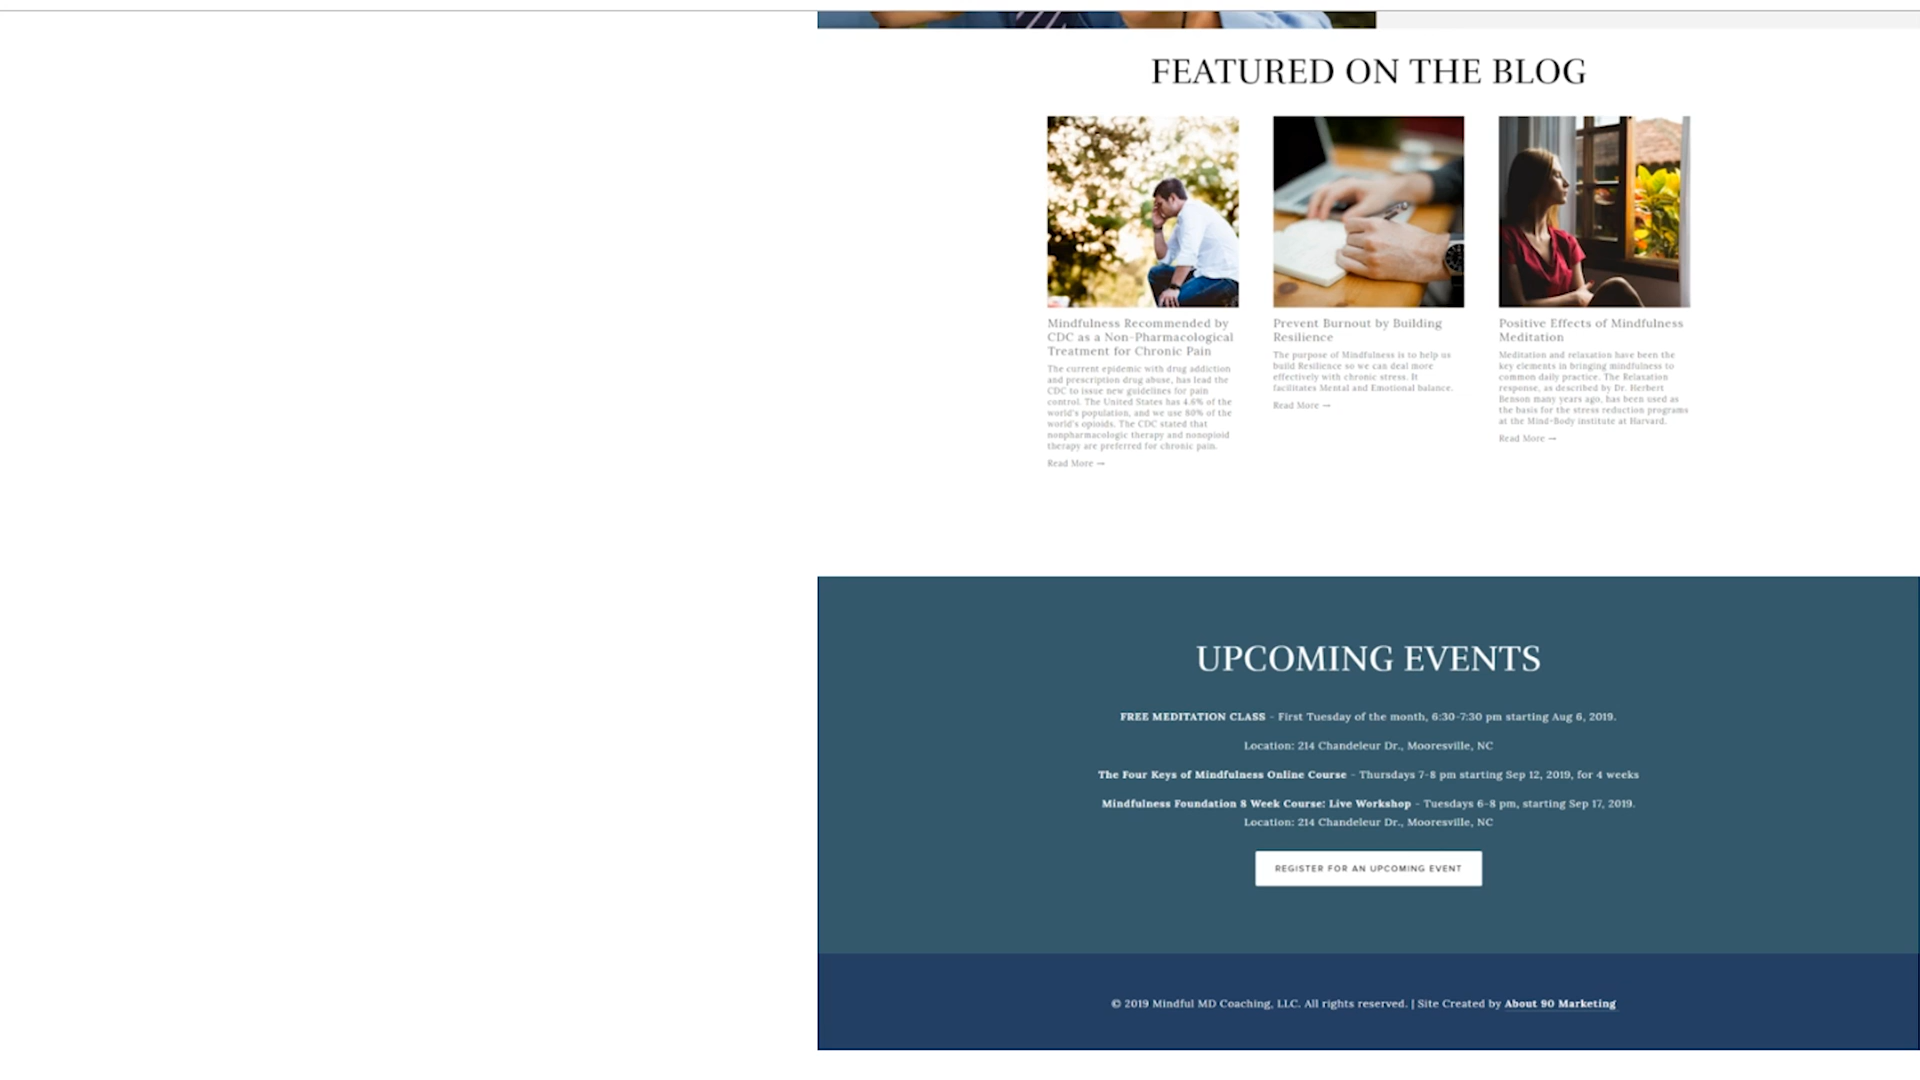 FEATURED ON THE BLOG
Mindfulness Recommended by
CDC as a Non-Pharmacological
Treatment for Chronic Pain
The current epidemic with drug addiction
and prescription drug abuse, has lead the
CDC to issue new guidelines for pain
control. The United States has 4.6% of the
world's population, and we use 80% of the
world's opioids. The CDC stated that
nonpharmacologic therapy and nonopioid
therapy are preferred for chronic pain.
Read More →
Prevent Burnout by Building
Resilience
The purpose of Mindfulness is to help us
build Resilience so we can deal more
effectively with chronic stress. It
facilitates Mental and Emotional balance.
Read More →
Positive Effects of Mindfulness
Meditation
Meditation and relaxation have been the
key elements in bringing mindfulness to
common daily practice. The Relaxation
response, as described by Dr. Herbert
Benson many years ago, has been used as
the basis for the stress reduction programs
at the Mind-Body institute at Harvard.
Read More →
UPCOMING EVENTS
FREE MEDITATION CLASS - First Tuesday of the month, 6:30-7:30 pm starting Aug 6, 2019.
Location: 214 Chandeleur Dr., Mooresville, NC
The Four Keys of Mindfulness Online Course - Thursdays 7-8 pm starting Sep 12, 2019, for 4 weeks
Mindfulness Foundation 8 Week Course: Live Workshop - Tuesdays 6-8 pm, starting Sep 17, 2019.
Location: 214 Chandeleur Dr., Mooresville, NC
REGISTER FOR AN UPCOMING EVENT
© 2019 Mindful MD Coaching, LLC. All rights reserved. | Site Created by About 90 Marketing